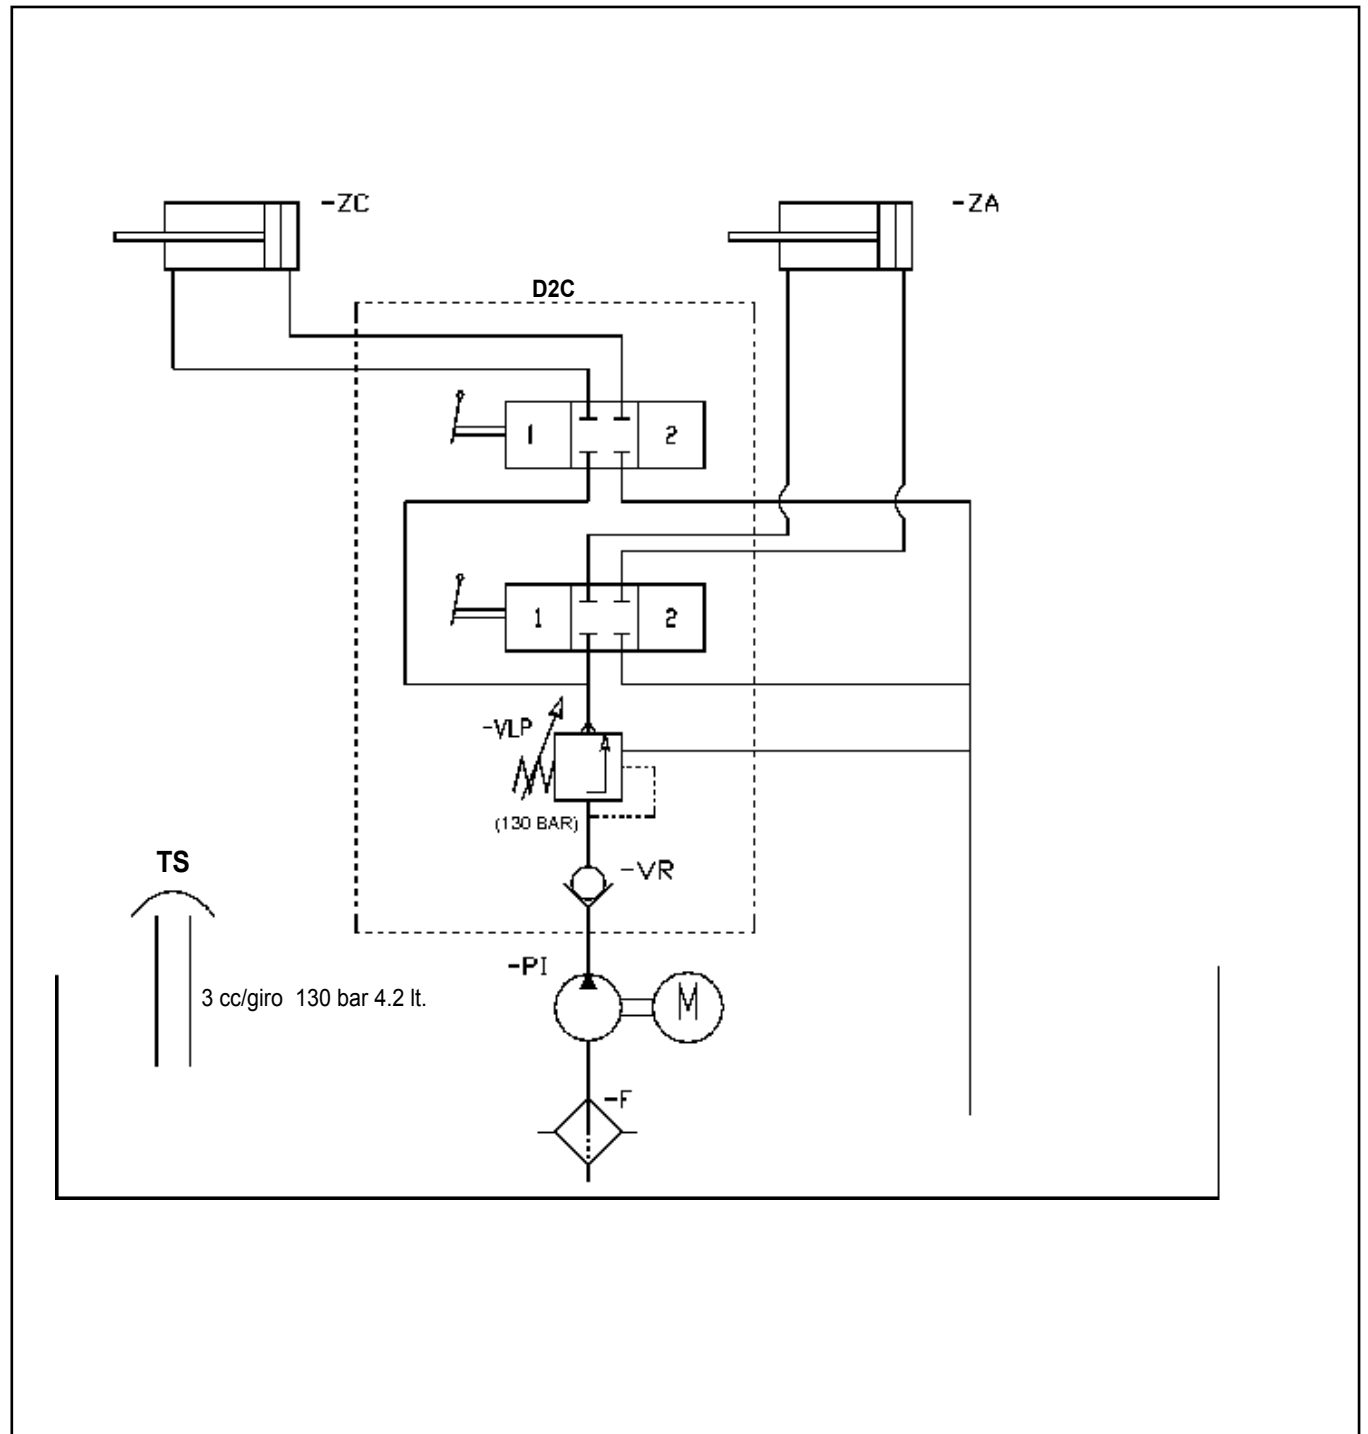 -ZC
-ZA
D2C
1 2
1 2
-VLP
(130 BAR)
-VR
TS
-PI
M
3 cc/giro 130 bar 4.2 lt.
-F